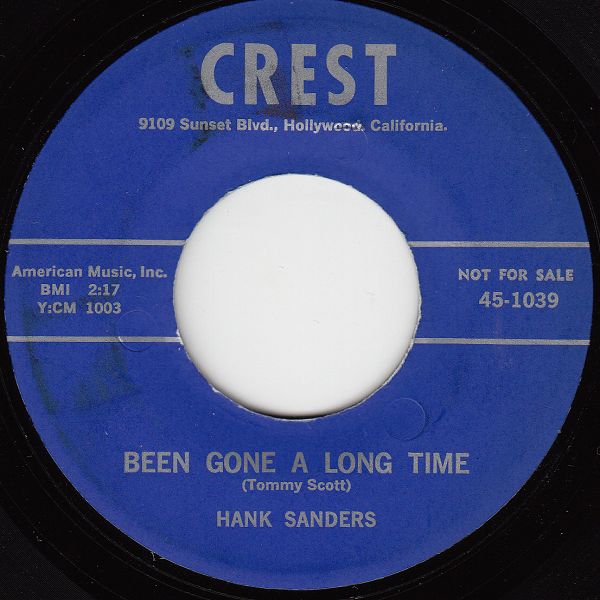 CREST
9109 Sunset Blvd., Hollywood, California.
American Music, Inc.
BMI 2:17
Y:CM 1003
NOT FOR SALE
45-1039
BEEN GONE A LONG TIME
(Tommy Scott)
HANK SANDERS